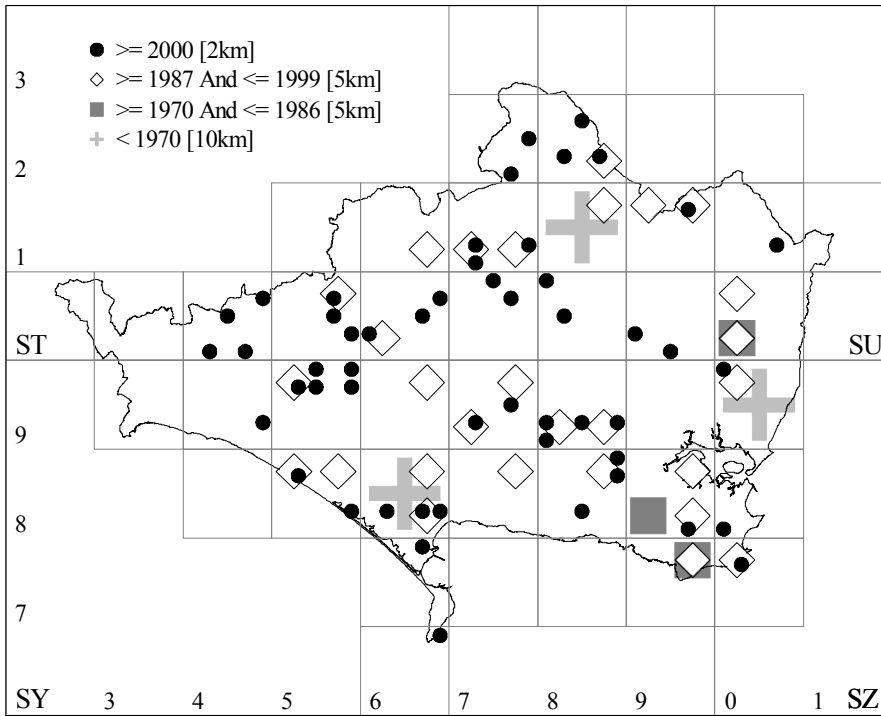 >= 2000 [2km]
>= 1987 And <= 1999 [5km]
>= 1970 And <= 1986 [5km]
< 1970 [10km]
3
2
1
ST SU
9
8
7
SY 3 4 5 6 7 8 9 0 1 SZ